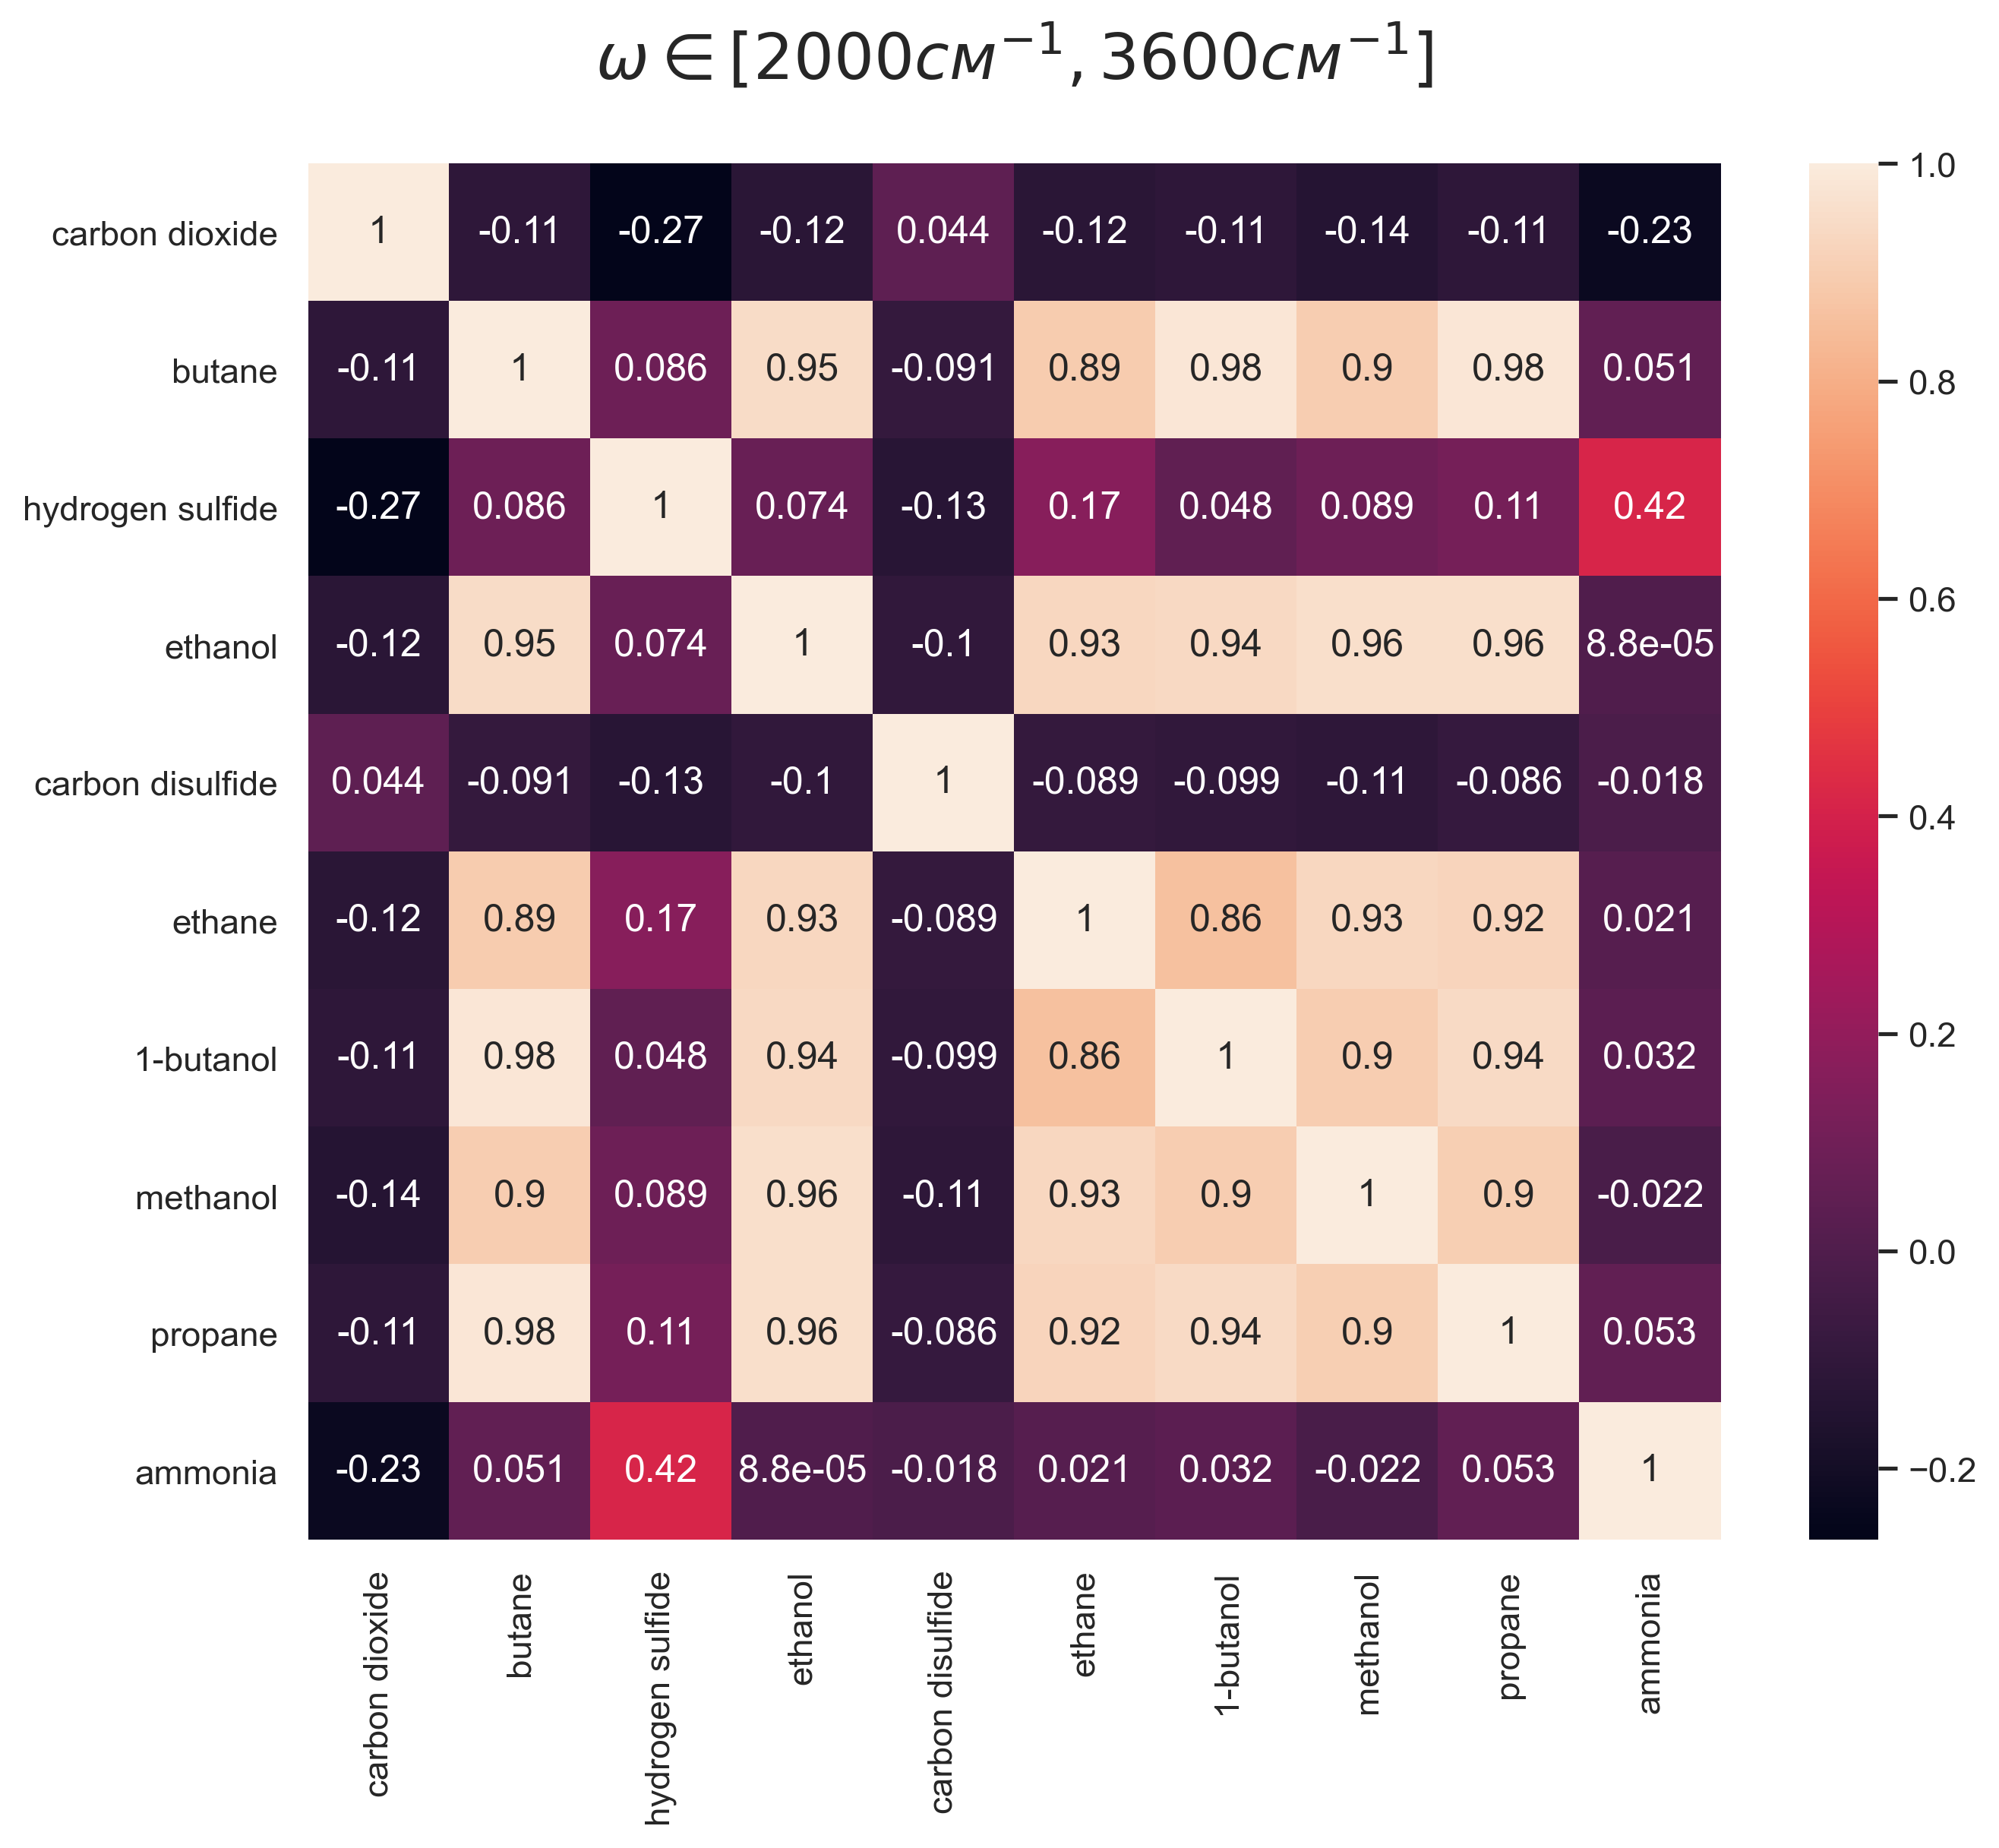 ω ∈ [2000см⁻¹, 3600см⁻¹]
carbon dioxide 1 -0.11 -0.27 -0.12 0.044 -0.12 -0.11 -0.14 -0.11 -0.23
butane -0.11 1 0.086 0.95 -0.091 0.89 0.98 0.9 0.98 0.051
hydrogen sulfide -0.27 0.086 1 0.074 -0.13 0.17 0.048 0.089 0.11 0.42
ethanol -0.12 0.95 0.074 1 -0.1 0.93 0.94 0.96 0.96 8.8e-05
carbon disulfide 0.044 -0.091 -0.13 -0.1 1 -0.089 -0.099 -0.11 -0.086 -0.018
ethane -0.12 0.89 0.17 0.93 -0.089 1 0.86 0.93 0.92 0.021
1-butanol -0.11 0.98 0.048 0.94 -0.099 0.86 1 0.9 0.94 0.032
methanol -0.14 0.9 0.089 0.96 -0.11 0.93 0.9 1 0.9 -0.022
propane -0.11 0.98 0.11 0.96 -0.086 0.92 0.94 0.9 1 0.053
ammonia -0.23 0.051 0.42 8.8e-05 -0.018 0.021 0.032 -0.022 0.053 1
carbon dioxide
butane
hydrogen sulfide
ethanol
carbon disulfide
ethane
1-butanol
methanol
propane
ammonia
1.0
0.8
0.6
0.4
0.2
0.0
−0.2